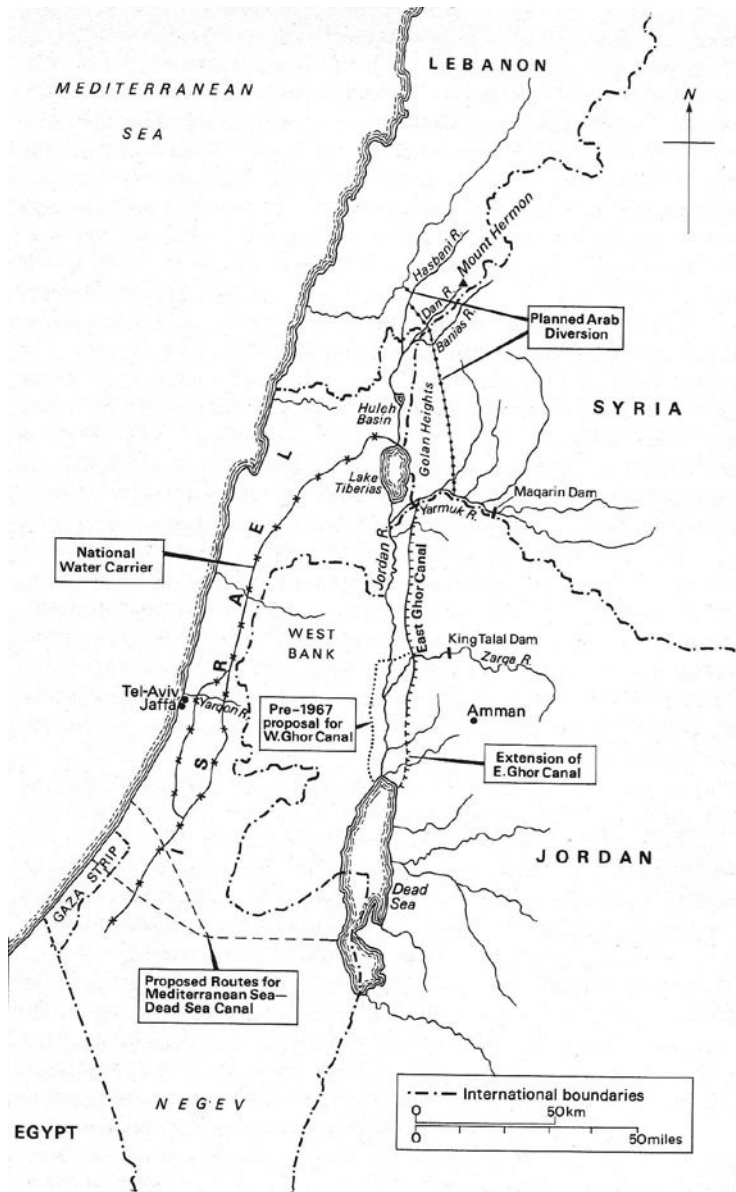 LEBANON
MEDITERRANEAN
SEA
N
Hasbani R.
Mount Hermon
Dan R.
Banias R.
Planned Arab
Diversion
SYRIA
Huleh
Basin
Golan Heights
Lake
Tiberias
Maqarin Dam
Yarmuk R.
National
Water Carrier
Jordan R.
East Ghor Canal
ISRAEL
WEST
BANK
King Talal Dam
Zarqa R.
Tel-Aviv
Jaffa
Yarqon R.
Pre-1967
proposal for
W.Ghor Canal
Amman
Extension of
E.Ghor Canal
JORDAN
GAZA STRIP
Dead
Sea
Proposed Routes for
Mediterranean Sea—
Dead Sea Canal
NEGEV
EGYPT
International boundaries
0 50km
0 50miles